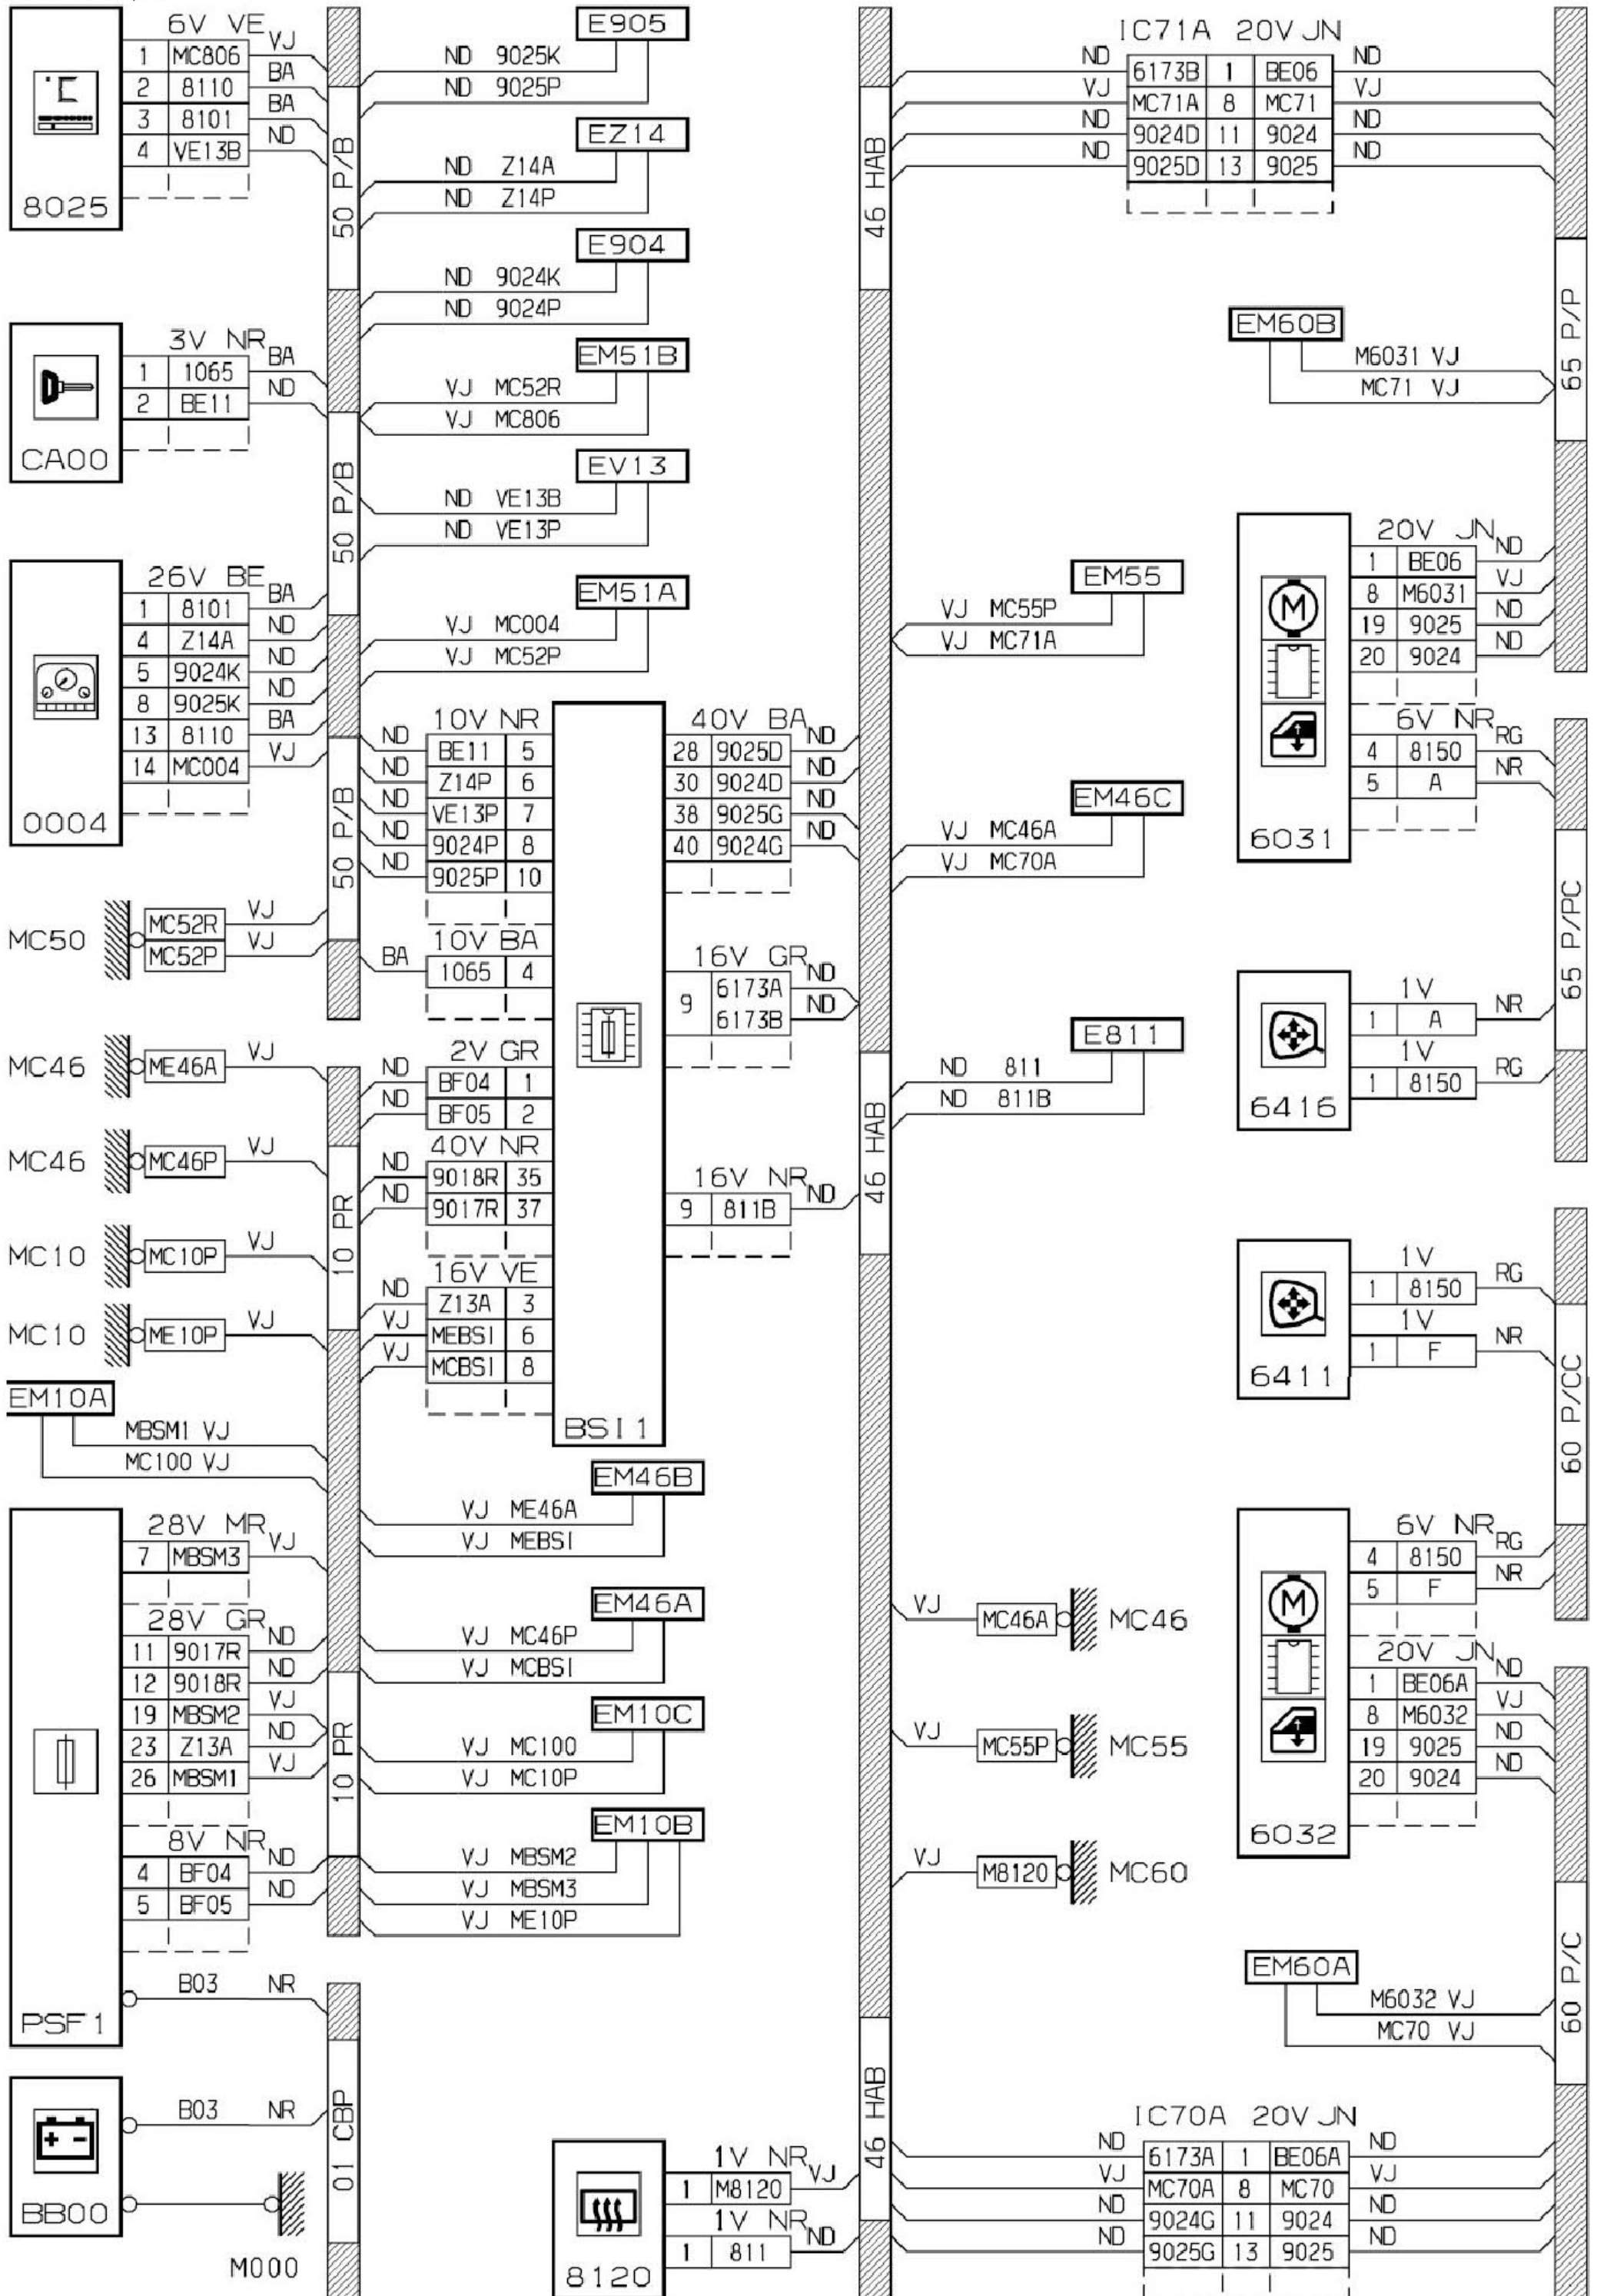 6V VE
1 MC806 VJ
2 8110 BA
3 8101 BA
4 VE13B ND
8025
50 P/B
3V NR
1 1065 BA
2 BE11 ND
CA00
50 P/B
26V BE
1 8101 BA
4 Z14A ND
5 9024K ND
8 9025K ND
13 8110 BA
14 MC004 VJ
0004
50 P/B
MC50
MC52R VJ
MC52P VJ
MC46 ME46A VJ
MC46 MC46P VJ
MC10 MC10P VJ
MC10 ME10P VJ
10 PR
EM10A
MBSM1 VJ
MC100 VJ
28V MR
7 MBSM3 VJ
28V GR
11 9017R ND
12 9018R ND
19 MBSM2 VJ
23 Z13A ND
26 MBSM1 VJ
8V NR
4 BF04 ND
5 BF05 ND
B03 NR
PSF1
10 PR
B03 NR
BB00
M000
01 CBP
E905
ND 9025K
ND 9025P
EZ14
ND Z14A
ND Z14P
E904
ND 9024K
ND 9024P
EM51B
VJ MC52R
VJ MC806
EV13
ND VE13B
ND VE13P
EM51A
VJ MC004
VJ MC52P
10V NR
ND BE11 5
ND Z14P 6
ND VE13P 7
ND 9024P 8
ND 9025P 10
10V BA
BA 1065 4
2V GR
ND BF04 1
ND BF05 2
40V NR
ND 9018R 35
ND 9017R 37
16V VE
ND Z13A 3
VJ MEBSI 6
VJ MCBSI 8
BSI1
40V BA
28 9025D ND
30 9024D ND
38 9025G ND
40 9024G ND
16V GR
9 6173A ND
6173B ND
16V NR
9 811B ND
EM46B
VJ ME46A
VJ MEBSI
EM46A
VJ MC46P
VJ MCBSI
EM10C
VJ MC100
VJ MC10P
EM10B
VJ MBSM2
VJ MBSM3
VJ ME10P
1V NR
1 M8120 VJ
1V NR
1 811 ND
8120
46 HAB
46 HAB
46 HAB
IC71A 20V JN
ND 6173B 1 BE06 ND
VJ MC71A 8 MC71 VJ
ND 9024D 11 9024 ND
ND 9025D 13 9025 ND
EM60B
M6031 VJ
MC71 VJ
65 P/P
EM55
VJ MC55P
VJ MC71A
20V JN
1 BE06 ND
8 M6031 VJ
19 9025 ND
20 9024 ND
6V NR
4 8150 RG
5 A NR
6031
EM46C
VJ MC46A
VJ MC70A
65 P/PC
1V
1 A NR
1V
1 8150 RG
6416
E811
ND 811
ND 811B
1V
1 8150 RG
1V
1 F NR
6411
60 P/CC
6V NR
4 8150 RG
5 F NR
20V JN
1 BE06A ND
8 M6032 VJ
19 9025 ND
20 9024 ND
6032
VJ MC46A MC46
VJ MC55P MC55
VJ M8120 MC60
EM60A
M6032 VJ
MC70 VJ
60 P/C
IC70A 20V JN
ND 6173A 1 BE06A ND
VJ MC70A 8 MC70 VJ
ND 9024G 11 9024 ND
ND 9025G 13 9025 ND